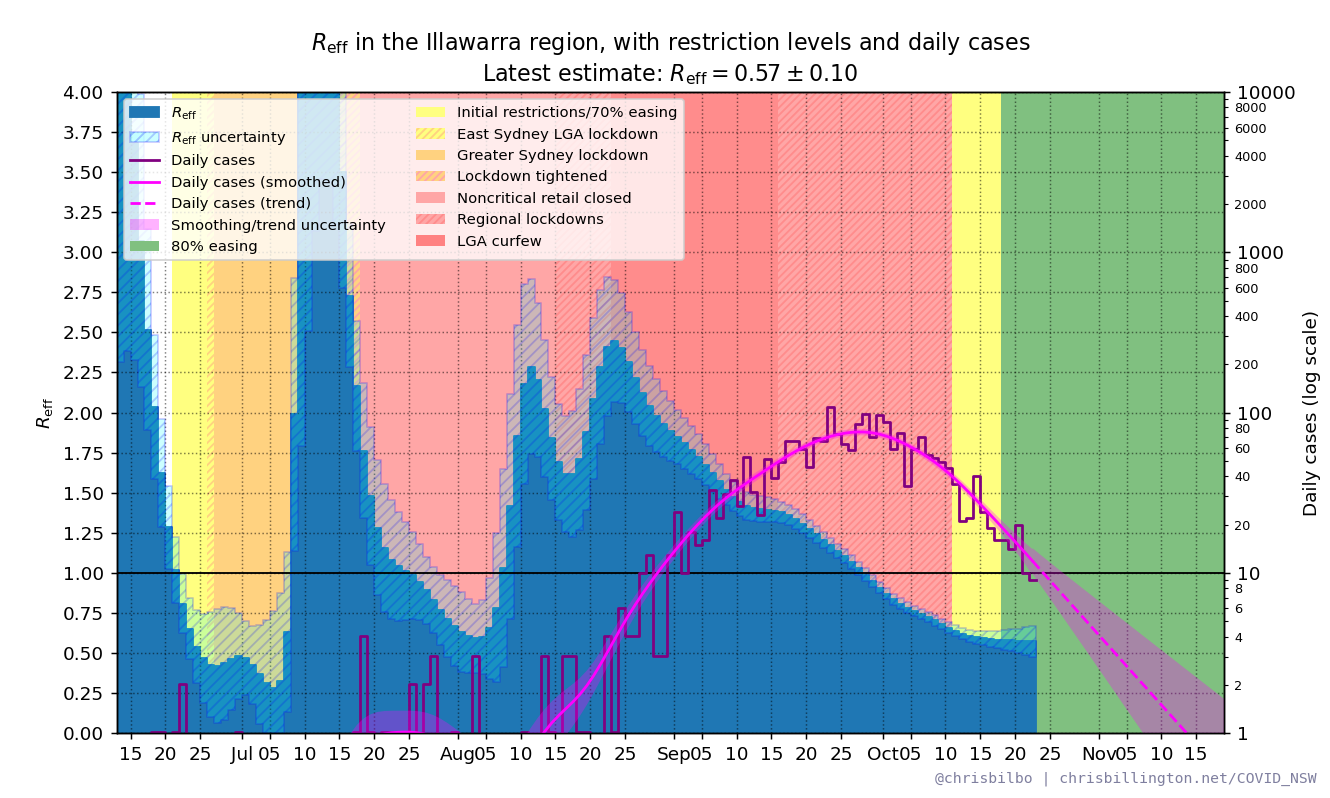 R_eff in the Illawarra region, with restriction levels and daily cases
Latest estimate: R_eff = 0.57 ± 0.10
R_eff
R_eff uncertainty
Daily cases
Daily cases (smoothed)
Daily cases (trend)
Smoothing/trend uncertainty
80% easing
Initial restrictions/70% easing
East Sydney LGA lockdown
Greater Sydney lockdown
Lockdown tightened
Noncritical retail closed
Regional lockdowns
LGA curfew
4.00
3.75
3.50
3.25
3.00
2.75
2.50
2.25
2.00
1.75
1.50
1.25
1.00
0.75
0.50
0.25
0.00
R_eff
10000
8000
6000
4000
2000
1000
800
600
400
200
100
80
60
40
20
10
8
6
4
2
1
Daily cases (log scale)
15 20 25 Jul 05 10 15 20 25 Aug 05 10 15 20 25 Sep 05 10 15 20 25 Oct 05 10 15 20 25 Nov 05 10 15
@chrisbilbo | chrisbillington.net/COVID_NSW